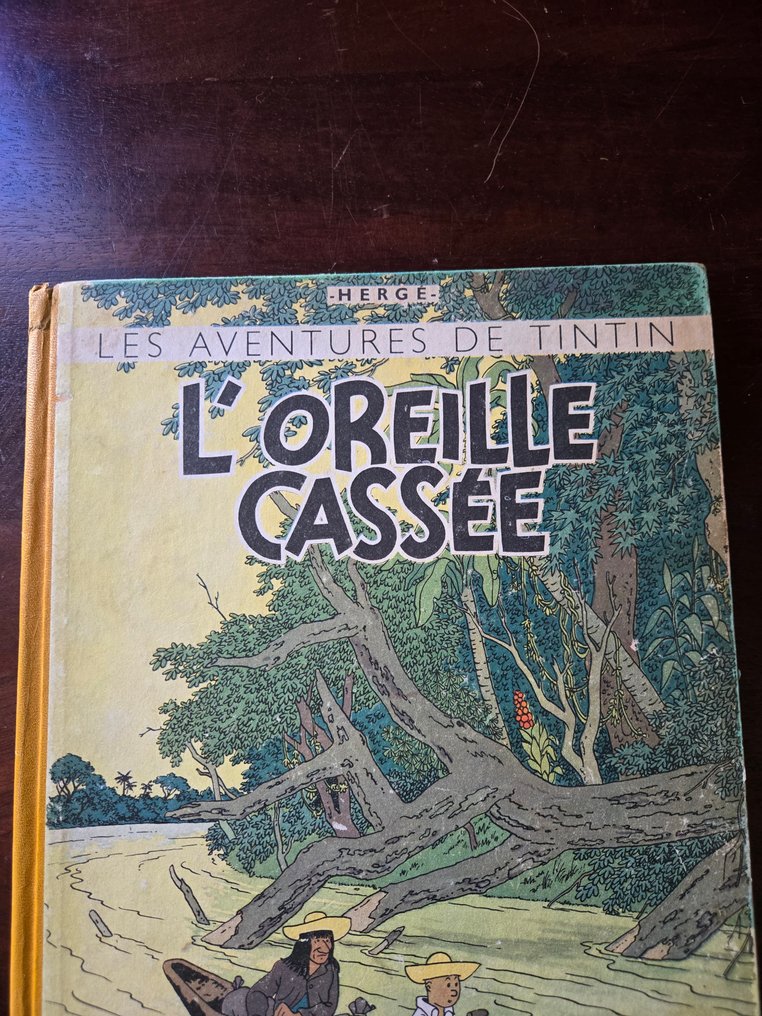 -HERGÉ-
LES AVENTURES DE TINTIN
L'OREILLE
CASSÉE